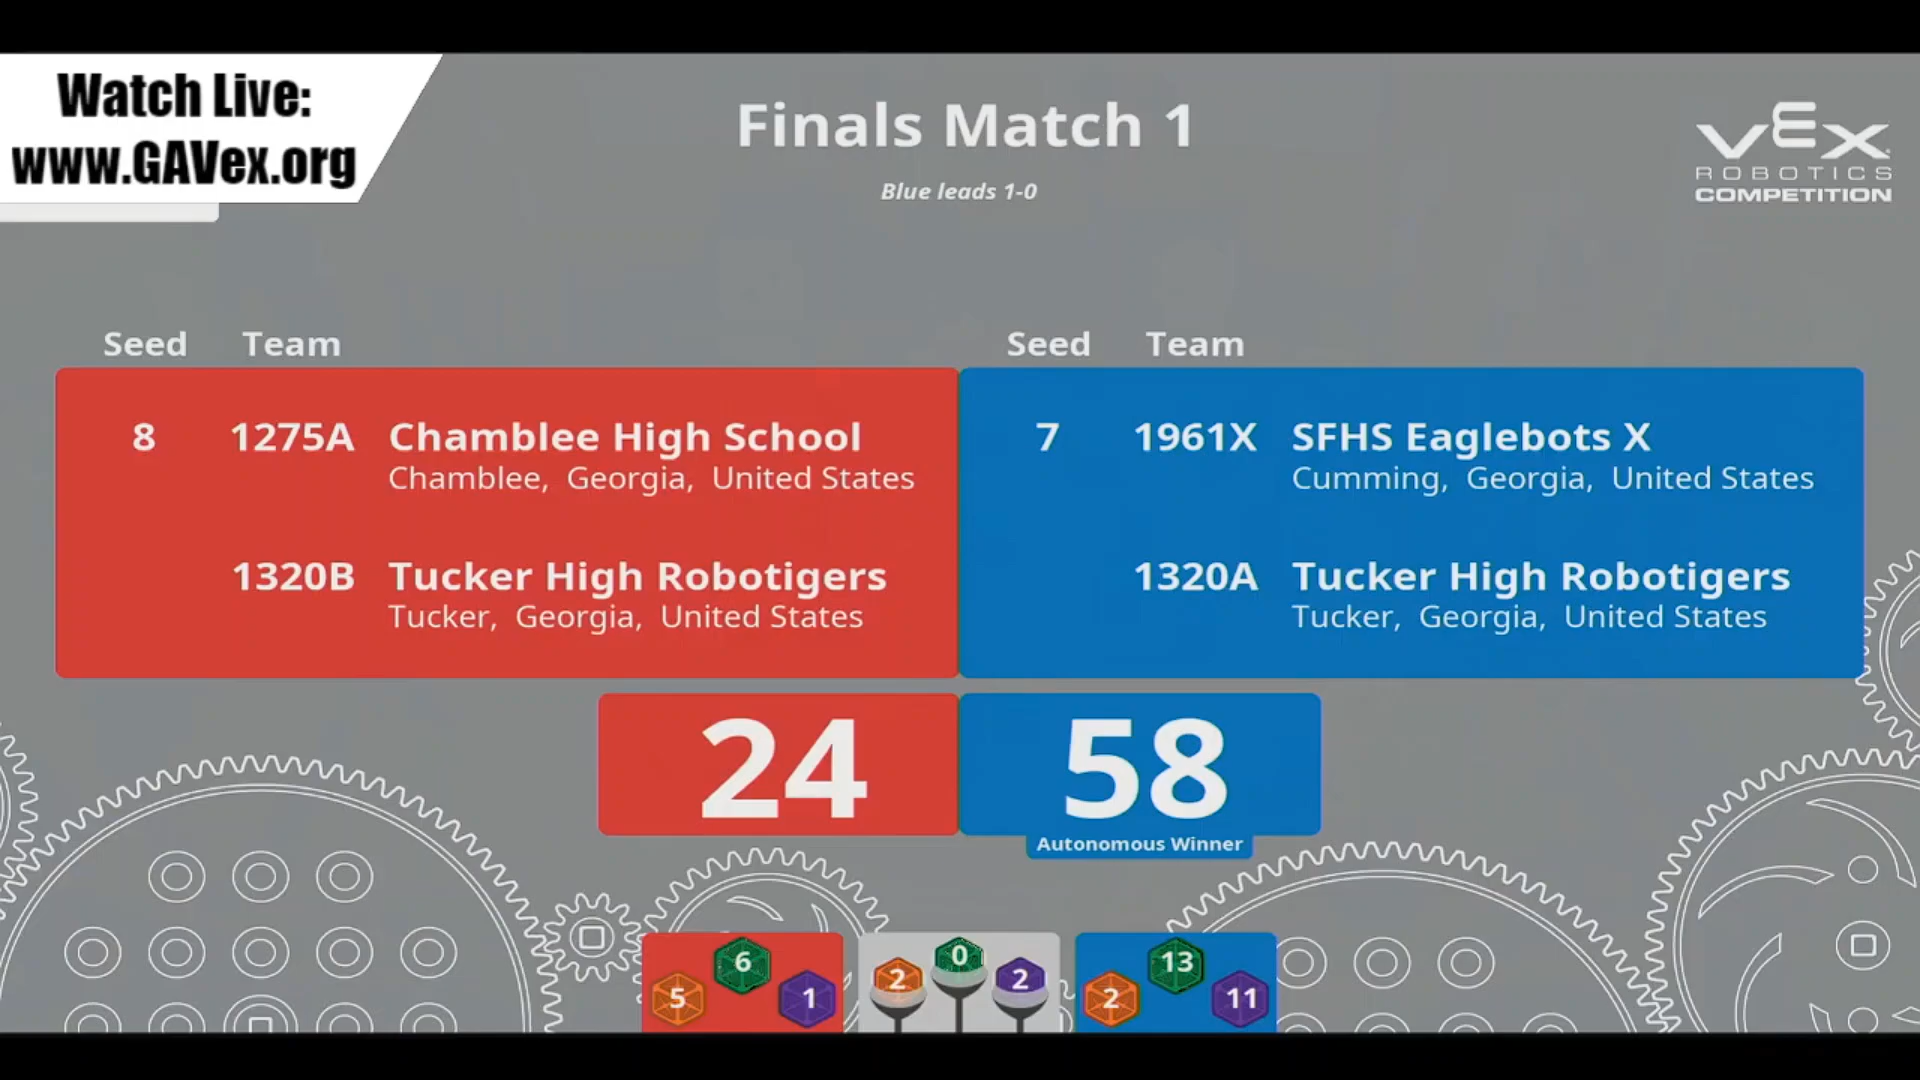 Watch Live:
www.GAVex.org
Finals Match 1
Blue leads 1-0
VEX
ROBOTICS
COMPETITION
Seed Team
Seed Team
8 1275A Chamblee High School
Chamblee, Georgia, United States
1320B Tucker High Robotigers
Tucker, Georgia, United States
7 1961X SFHS Eaglebots X
Cumming, Georgia, United States
1320A Tucker High Robotigers
Tucker, Georgia, United States
24
58
Autonomous Winner
6
5 1
0
2 2
13
2 11